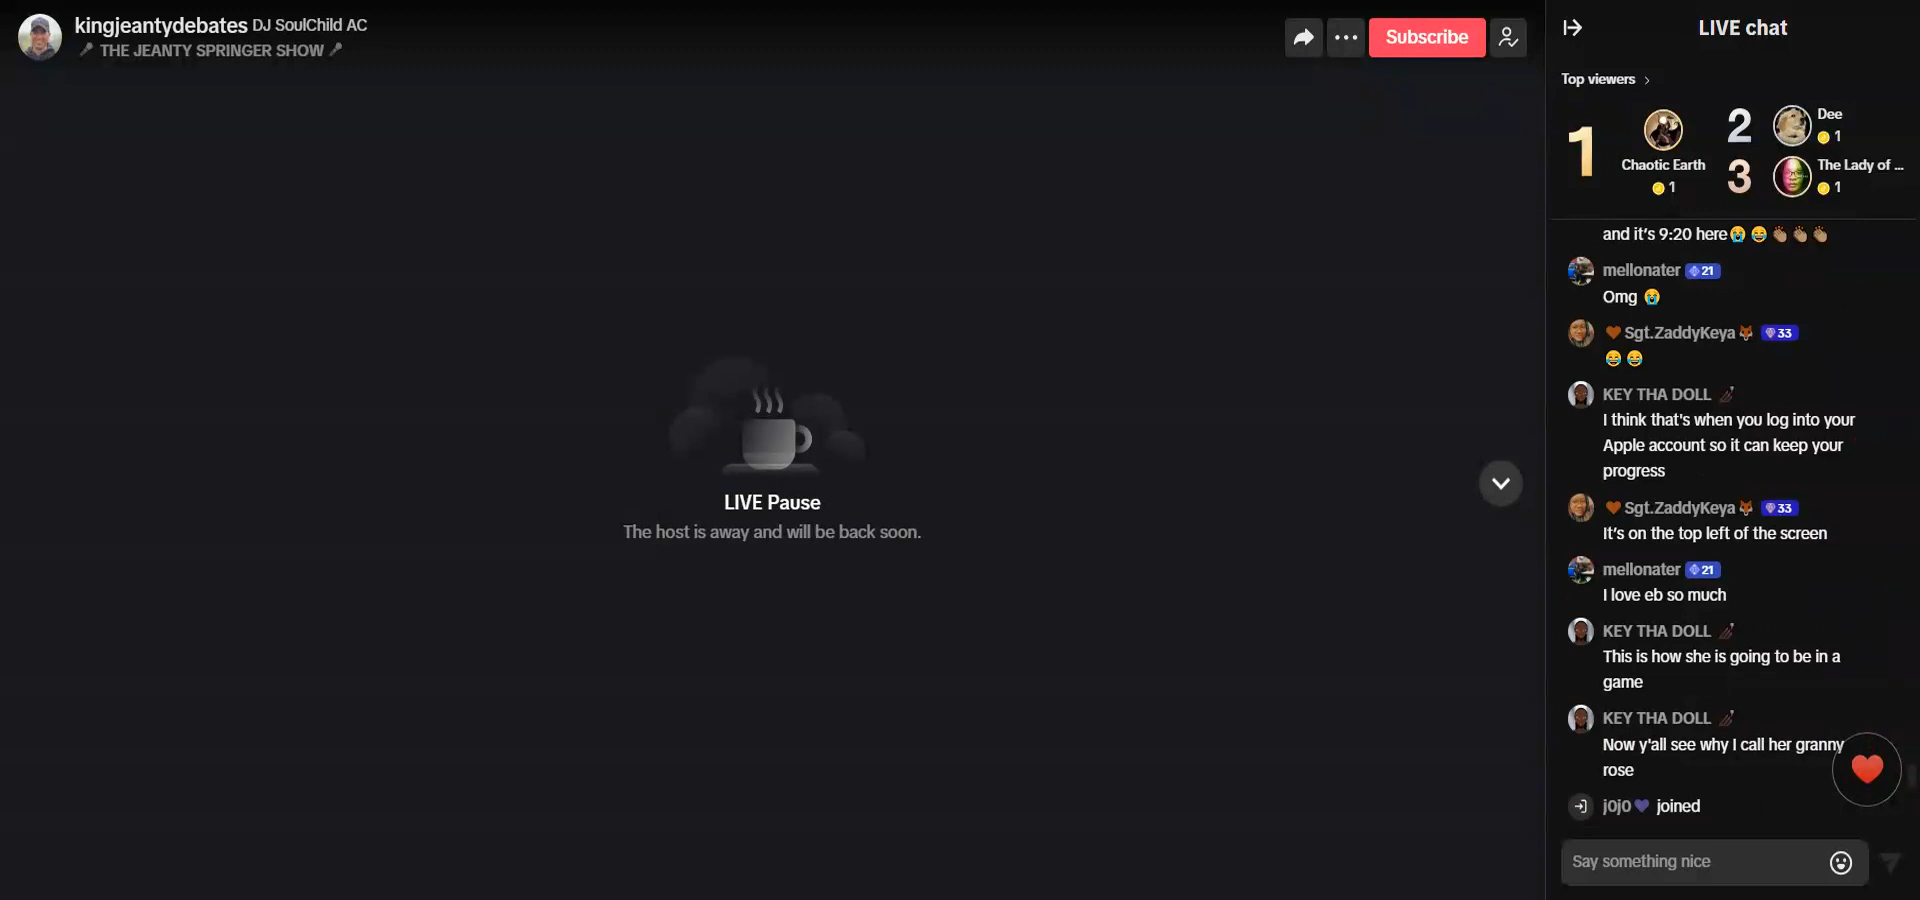 kingjeantydebates DJ SoulChild AC
🎤 THE JEANTY SPRINGER SHOW 🎤
Subscribe
LIVE chat
Top viewers >
1
Chaotic Earth
1
2
Dee
1
3
The Lady of ...
1
and it's 9:20 here😭😂👏🏽👏🏽👏🏽
mellonater 21
Omg 😭
🤎Sgt.ZaddyKeya🦊 33
😂😂
KEY THA DOLL 💅🏿
I think that's when you log into your
Apple account so it can keep your
progress
🤎Sgt.ZaddyKeya🦊 33
It's on the top left of the screen
mellonater 21
I love eb so much
KEY THA DOLL 💅🏿
This is how she is going to be in a
game
KEY THA DOLL 💅🏿
Now y'all see why I call her granny
rose
j0j0💜 joined
Say something nice
LIVE Pause
The host is away and will be back soon.